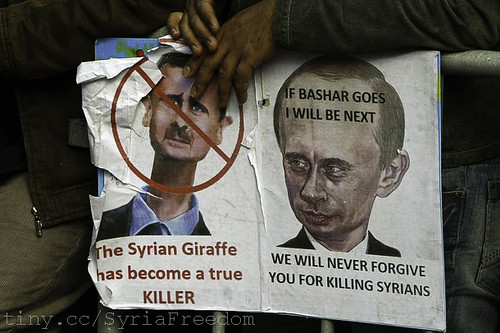 The Syrian Giraffe
has become a true
KILLER
IF BASHAR GOES
I WILL BE NEXT
WE WILL NEVER FORGIVE
YOU FOR KILLING SYRIANS
tiny.cc/SyriaFreedom